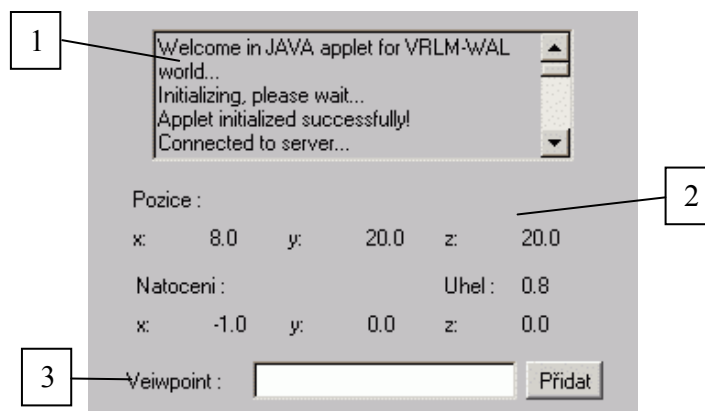 1
Welcome in JAVA applet for VRLM-WAL
world...
Initializing, please wait...
Applet initialized successfully!
Connected to server...
2
Pozice :
x: 8.0 y: 20.0 z: 20.0
Natoceni : Uhel : 0.8
x: -1.0 y: 0.0 z: 0.0
3
Veiwpoint : Přidat